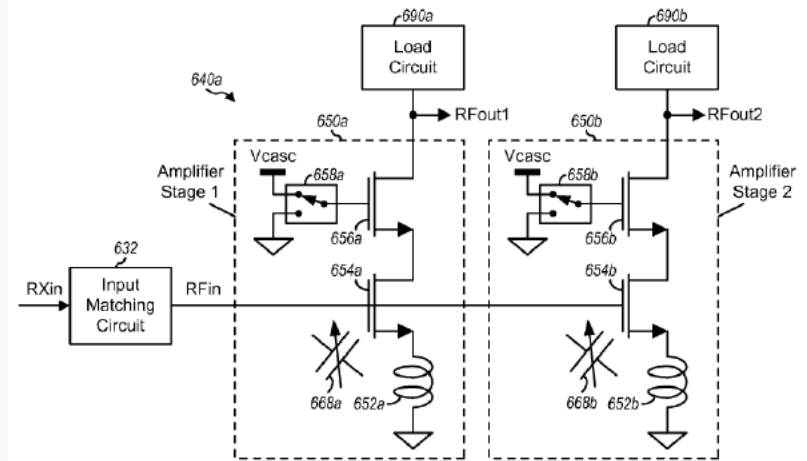 690a
690b
Load
Circuit
Load
Circuit
640a
RFout1
RFout2
650a
650b
Vcasc
658a
Vcasc
658b
Amplifier
Stage 1
Amplifier
Stage 2
656a
656b
632
654a
654b
RXin
Input
Matching
Circuit
RFin
668a
652a
668b
652b